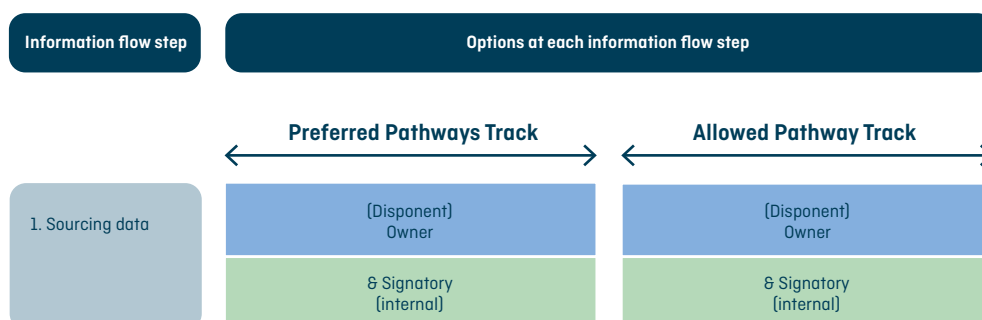 Information flow step
Options at each information flow step
Preferred Pathways Track
Allowed Pathway Track
1. Sourcing data
(Disponent)
Owner
(Disponent)
Owner
& Signatory
(internal)
& Signatory
(internal)